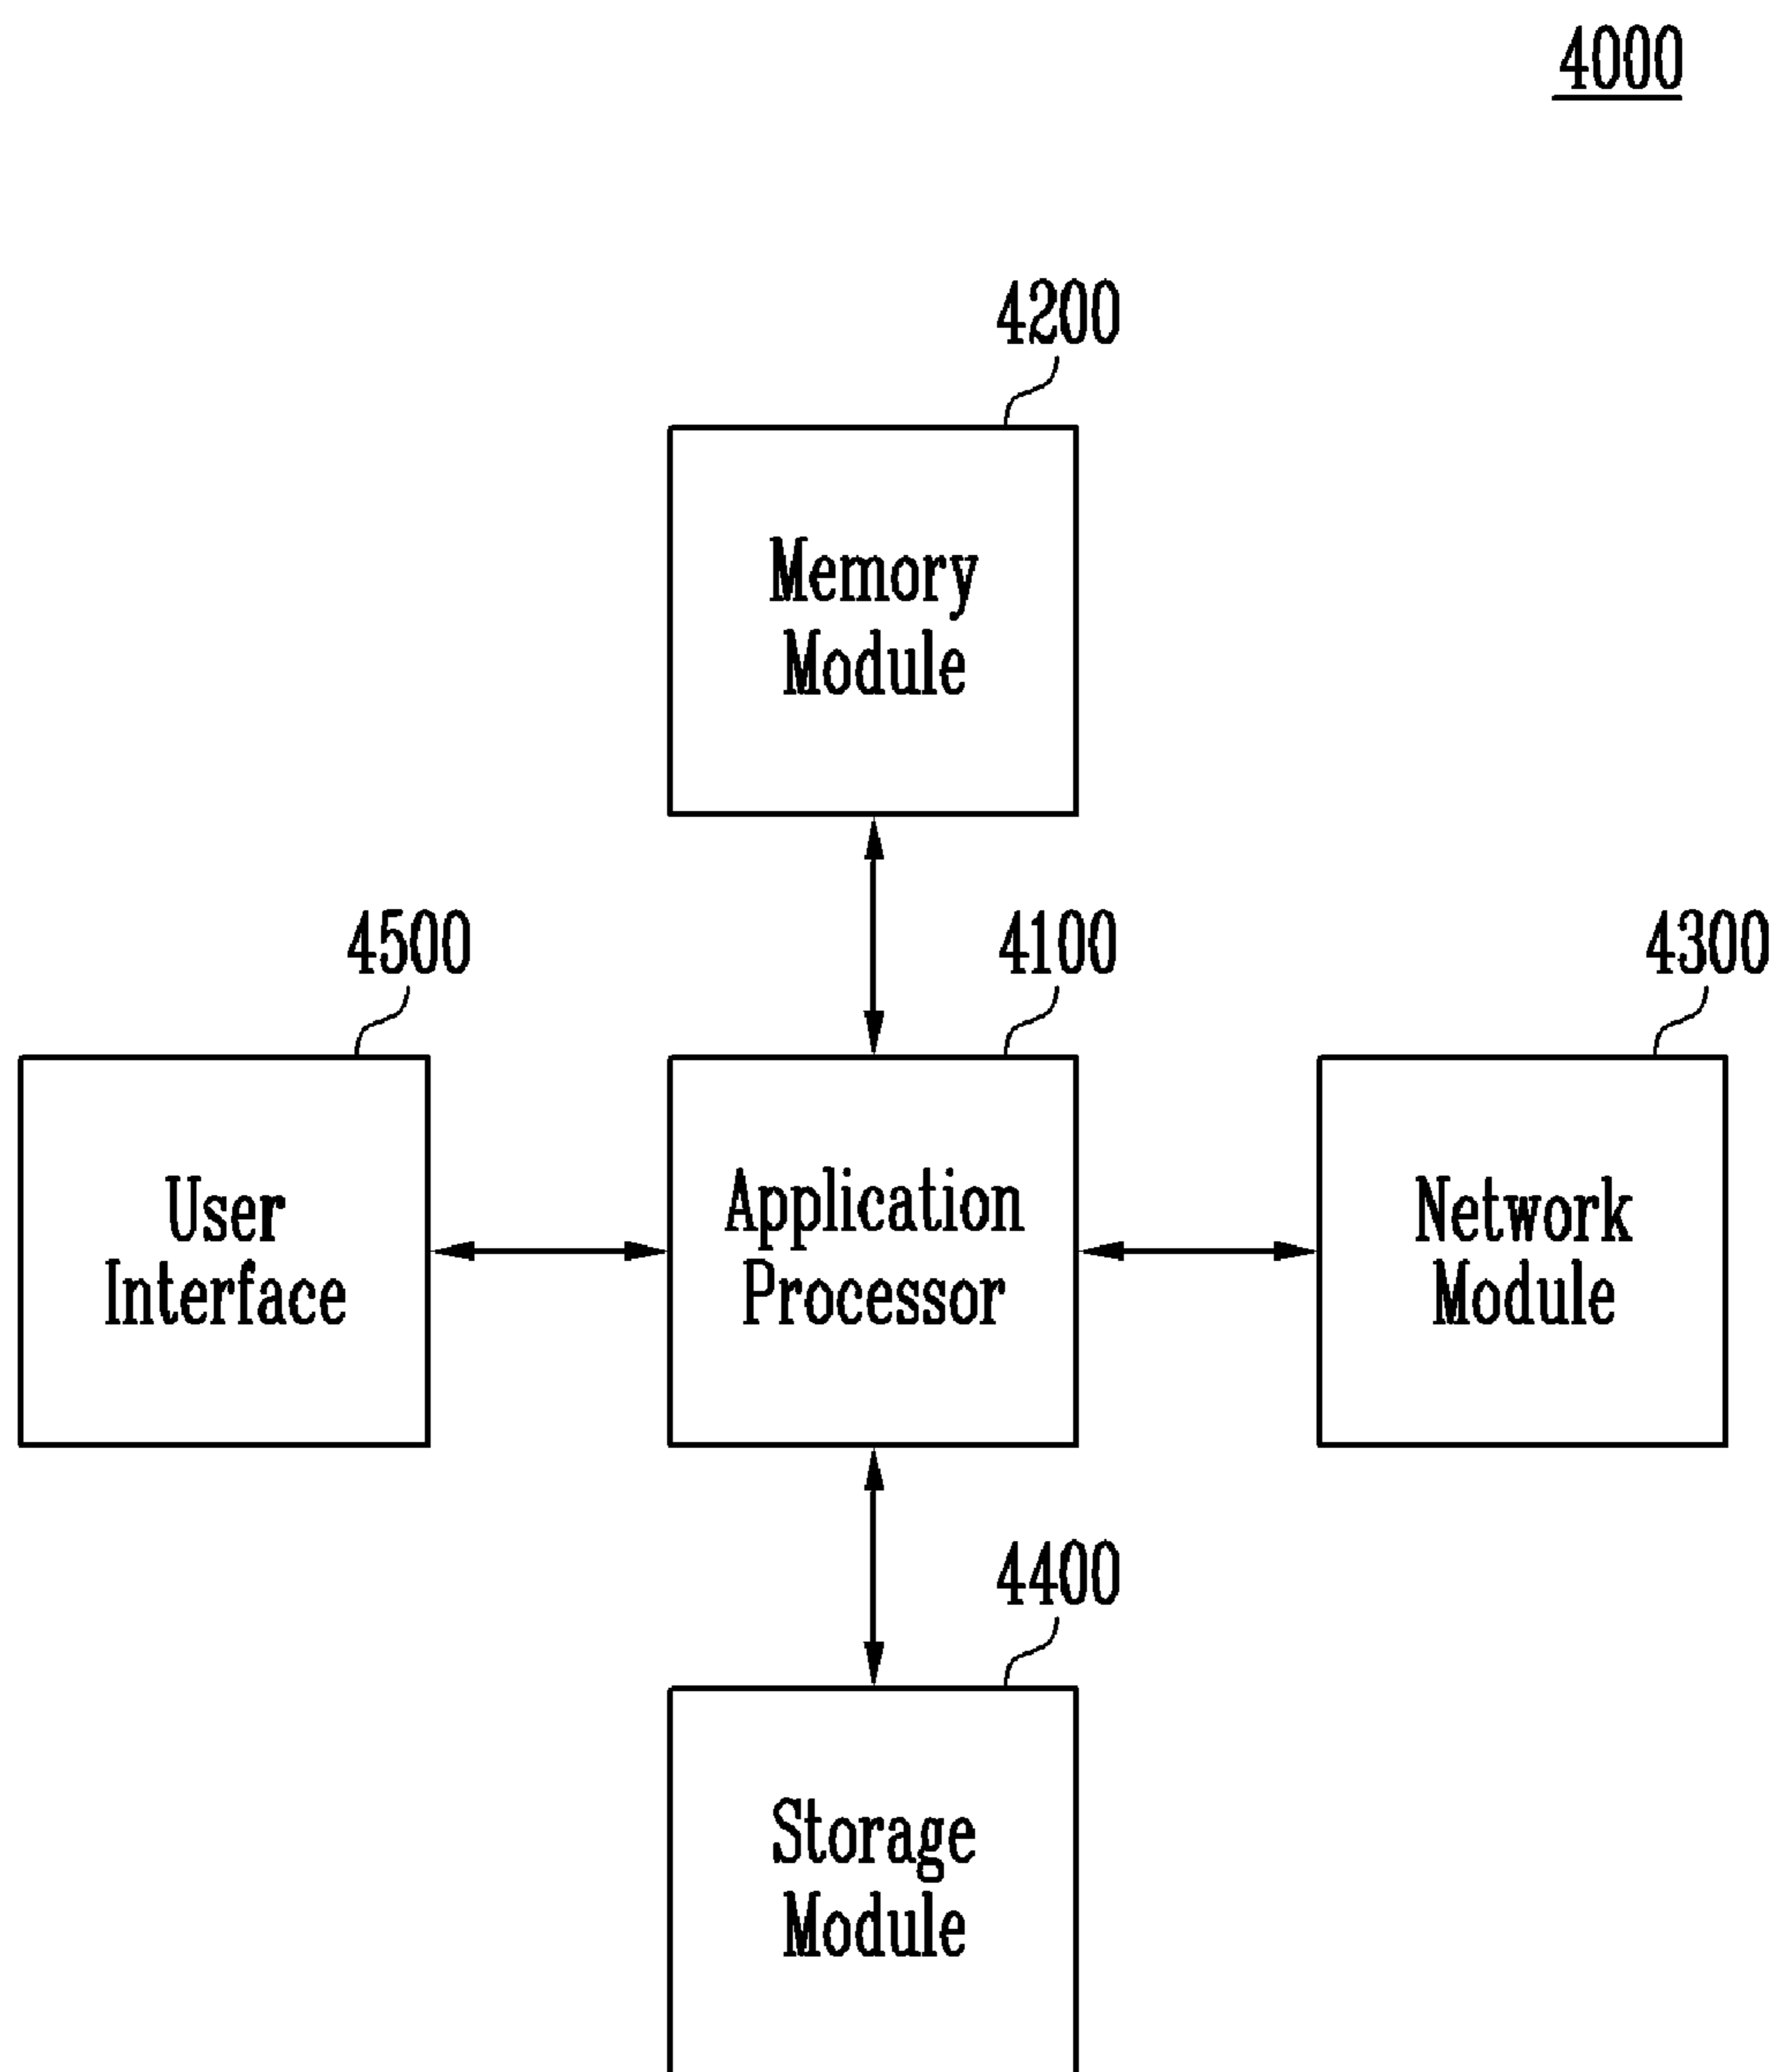 4000
4200
Memory
Module
4500
4100
4300
User
Interface
Application
Processor
Network
Module
4400
Storage
Module